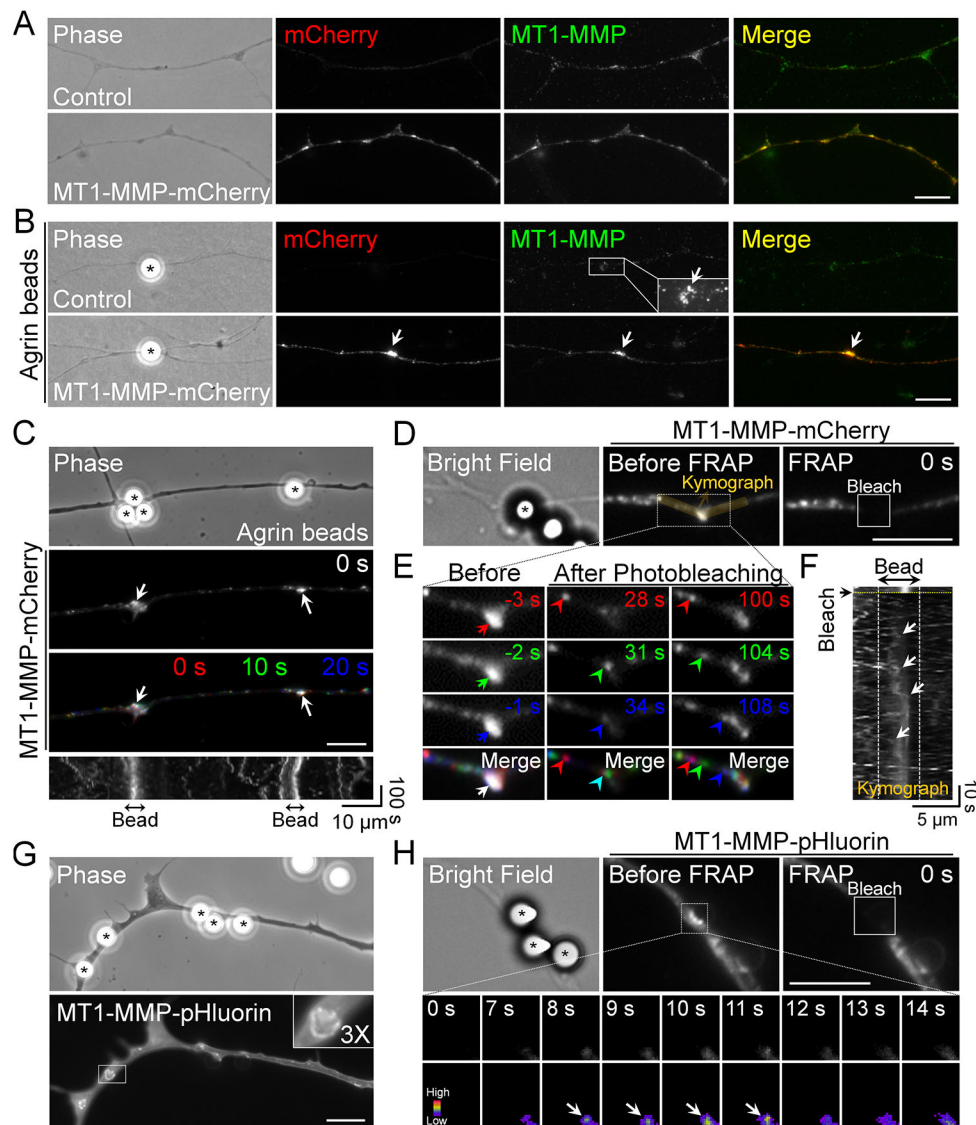 A
Phase
mCherry
MT1-MMP
Merge
Control
MT1-MMP-mCherry
B
Agrin beads
Phase
mCherry
MT1-MMP
Merge
*
Control
*
MT1-MMP-mCherry
C
Phase
*
*
* *
Agrin beads
MT1-MMP-mCherry
0 s
0 s 10 s 20 s
Bead
Bead
10 µm
100 s
D
MT1-MMP-mCherry
Bright Field
Before FRAP
FRAP
0 s
Kymograph
Bleach
*
E
Before
After Photobleaching
-3 s
28 s
100 s
-2 s
31 s
104 s
-1 s
34 s
108 s
Merge
Merge
Merge
F
Bead
Bleach
Kymograph
10 s
5 µm
G
Phase
*
*
*
*
*
MT1-MMP-pHluorin
3X
H
MT1-MMP-pHluorin
Bright Field
Before FRAP
FRAP
0 s
Bleach
*
*
*
0 s 7 s 8 s 9 s 10 s 11 s 12 s 13 s 14 s
High
Low